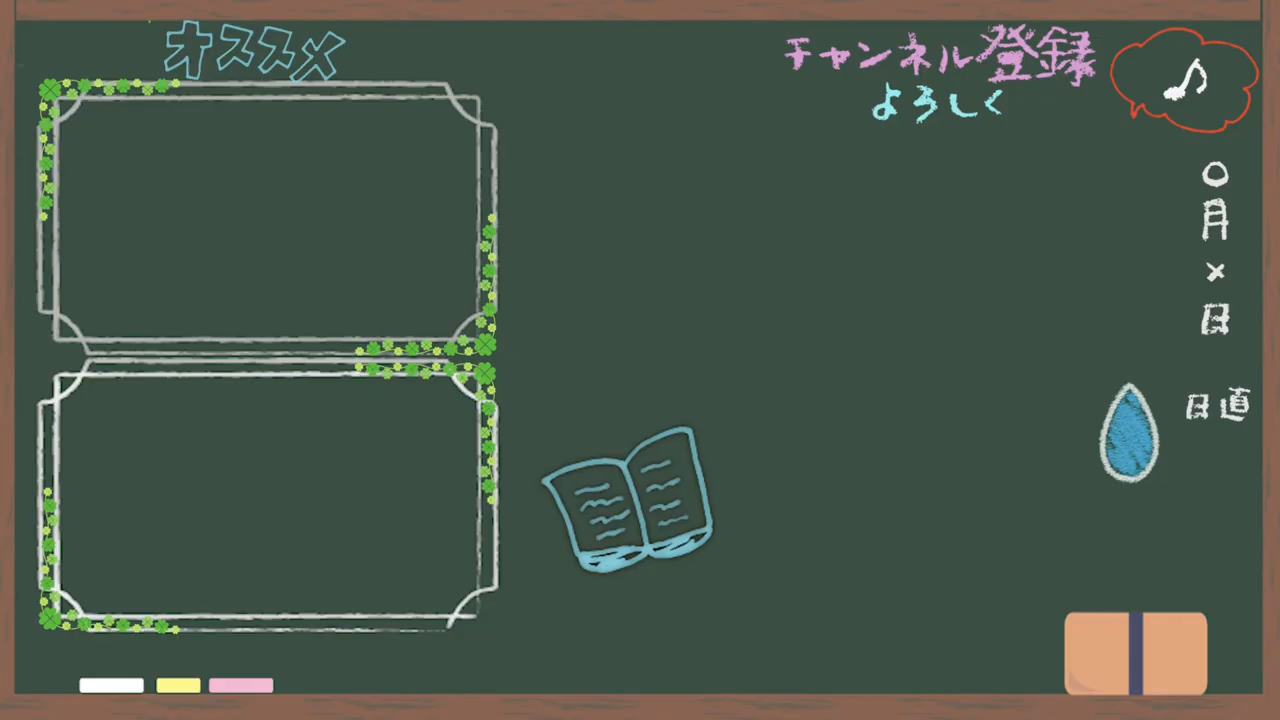 オススメ
チャンネル登録
よろしく
〇月×日
日直